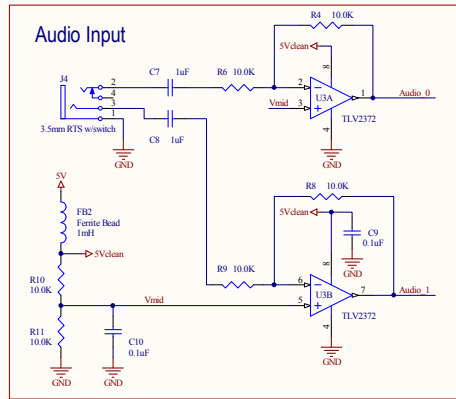 Audio Input
J4
2
4
3
1
3.5mm RTS w/switch
GND
C7
1uF
C8
1uF
R6 10.0K
R4 10.0K
5Vclean
8
2
3
Vmid
U3A
1
Audio_0
TLV2372
4
GND
5V
FB2
Ferrite Bead
1mH
5Vclean
R10
10.0K
R11
10.0K
GND
Vmid
C10
0.1uF
GND
R9 10.0K
R8 10.0K
5Vclean
C9
0.1uF
GND
8
6
5
U3B
7
Audio_1
TLV2372
4
GND